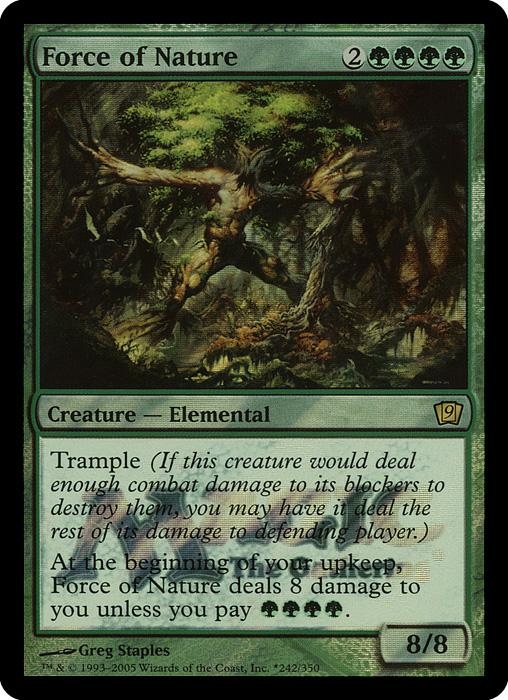 Force of Nature 2
Creature — Elemental
9
Trample (If this creature would deal
enough combat damage to its blockers to
destroy them, you may have it deal the
rest of its damage to defending player.)
At the beginning of your upkeep,
Force of Nature deals 8 damage to
you unless you pay .
8/8
Greg Staples
™ & © 1993–2005 Wizards of the Coast, Inc. *242/350